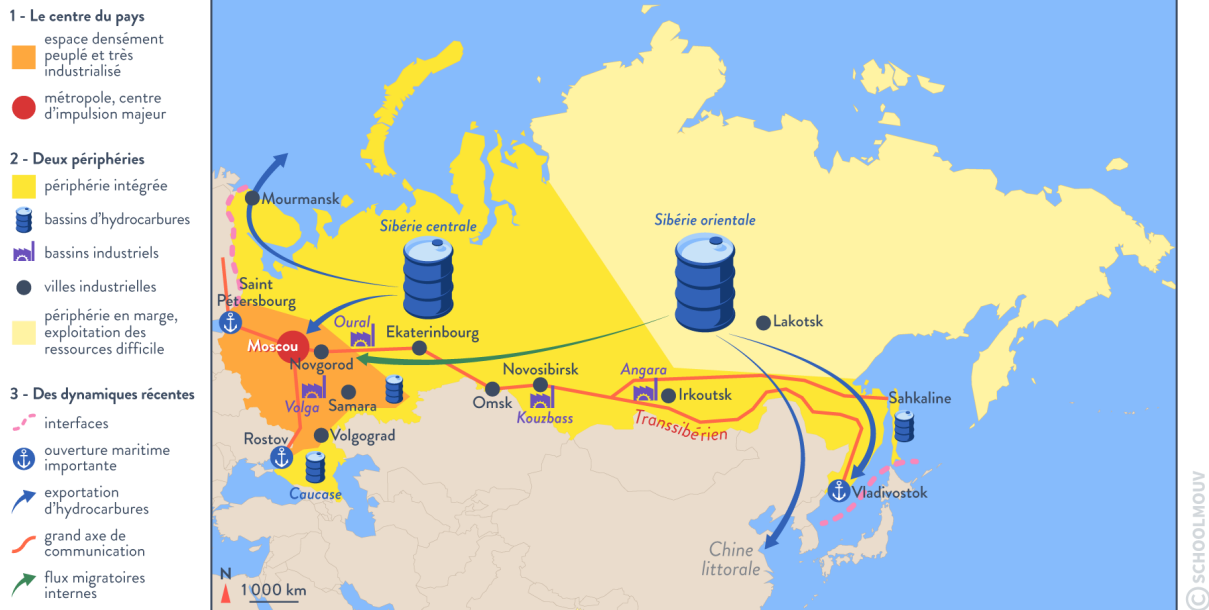 1 - Le centre du pays
espace densément
peuplé et très
industrialisé
métropole, centre
d'impulsion majeur
2 - Deux périphéries
périphérie intégrée
bassins d'hydrocarbures
bassins industriels
villes industrielles
périphérie en marge,
exploitation des
ressources difficile
3 - Des dynamiques récentes
interfaces
ouverture maritime
importante
exportation
d'hydrocarbures
grand axe de
communication
flux migratoires
internes
Mourmansk
Sibérie centrale
Sibérie orientale
Saint
Pétersbourg
Oural
Ekaterinbourg
Lakotsk
Moscou
Novgorod
Novosibirsk
Angara
Volga
Samara
Omsk
Kouzbass
Irkoutsk
Sahkaline
Transsibérien
Rostov
Volgograd
Caucase
Vladivostok
Chine
littorale
N
1 000 km
© SCHOOLMOUV